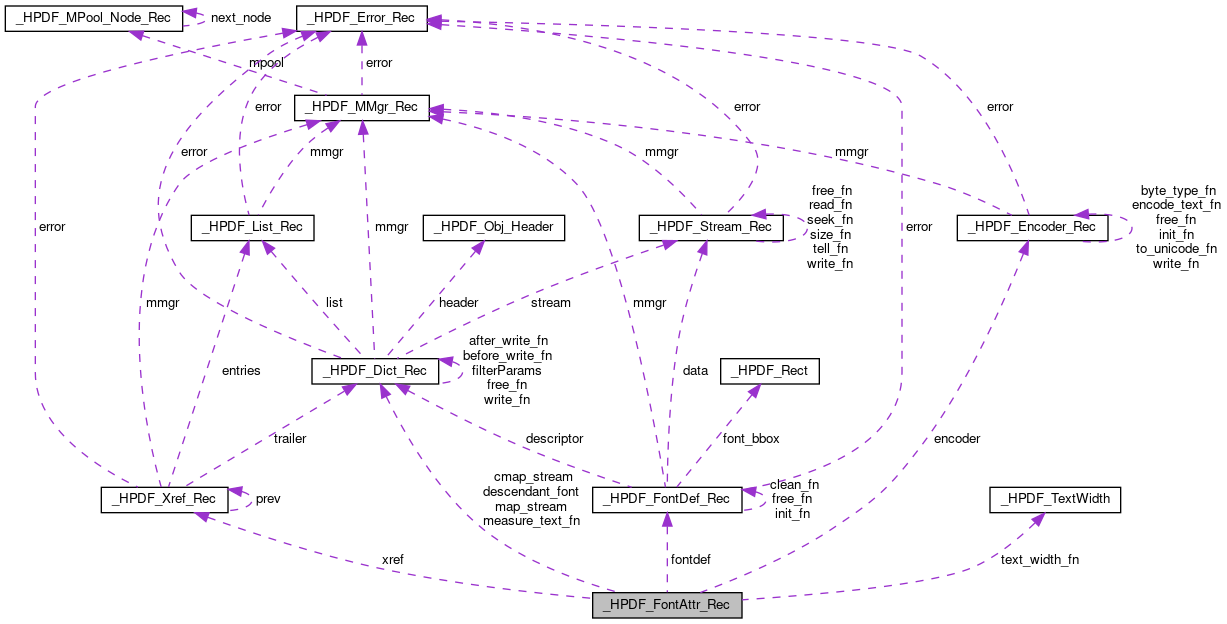 _HPDF_MPool_Node_Rec
next_node
_HPDF_Error_Rec
mpool
error
_HPDF_MMgr_Rec
error
error
error
error
mmgr
mmgr
free_fn
read_fn
seek_fn
size_fn
tell_fn
write_fn
byte_type_fn
encode_text_fn
free_fn
init_fn
to_unicode_fn
write_fn
mmgr
_HPDF_List_Rec
_HPDF_Obj_Header
_HPDF_Stream_Rec
_HPDF_Encoder_Rec
error
mmgr
error
mmgr
list
header
stream
mmgr
after_write_fn
before_write_fn
filterParams
free_fn
write_fn
_HPDF_Dict_Rec
_HPDF_Rect
entries
data
trailer
descriptor
font_bbox
encoder
_HPDF_Xref_Rec
prev
cmap_stream
descendant_font
map_stream
measure_text_fn
_HPDF_FontDef_Rec
clean_fn
free_fn
init_fn
_HPDF_TextWidth
xref
fontdef
text_width_fn
_HPDF_FontAttr_Rec